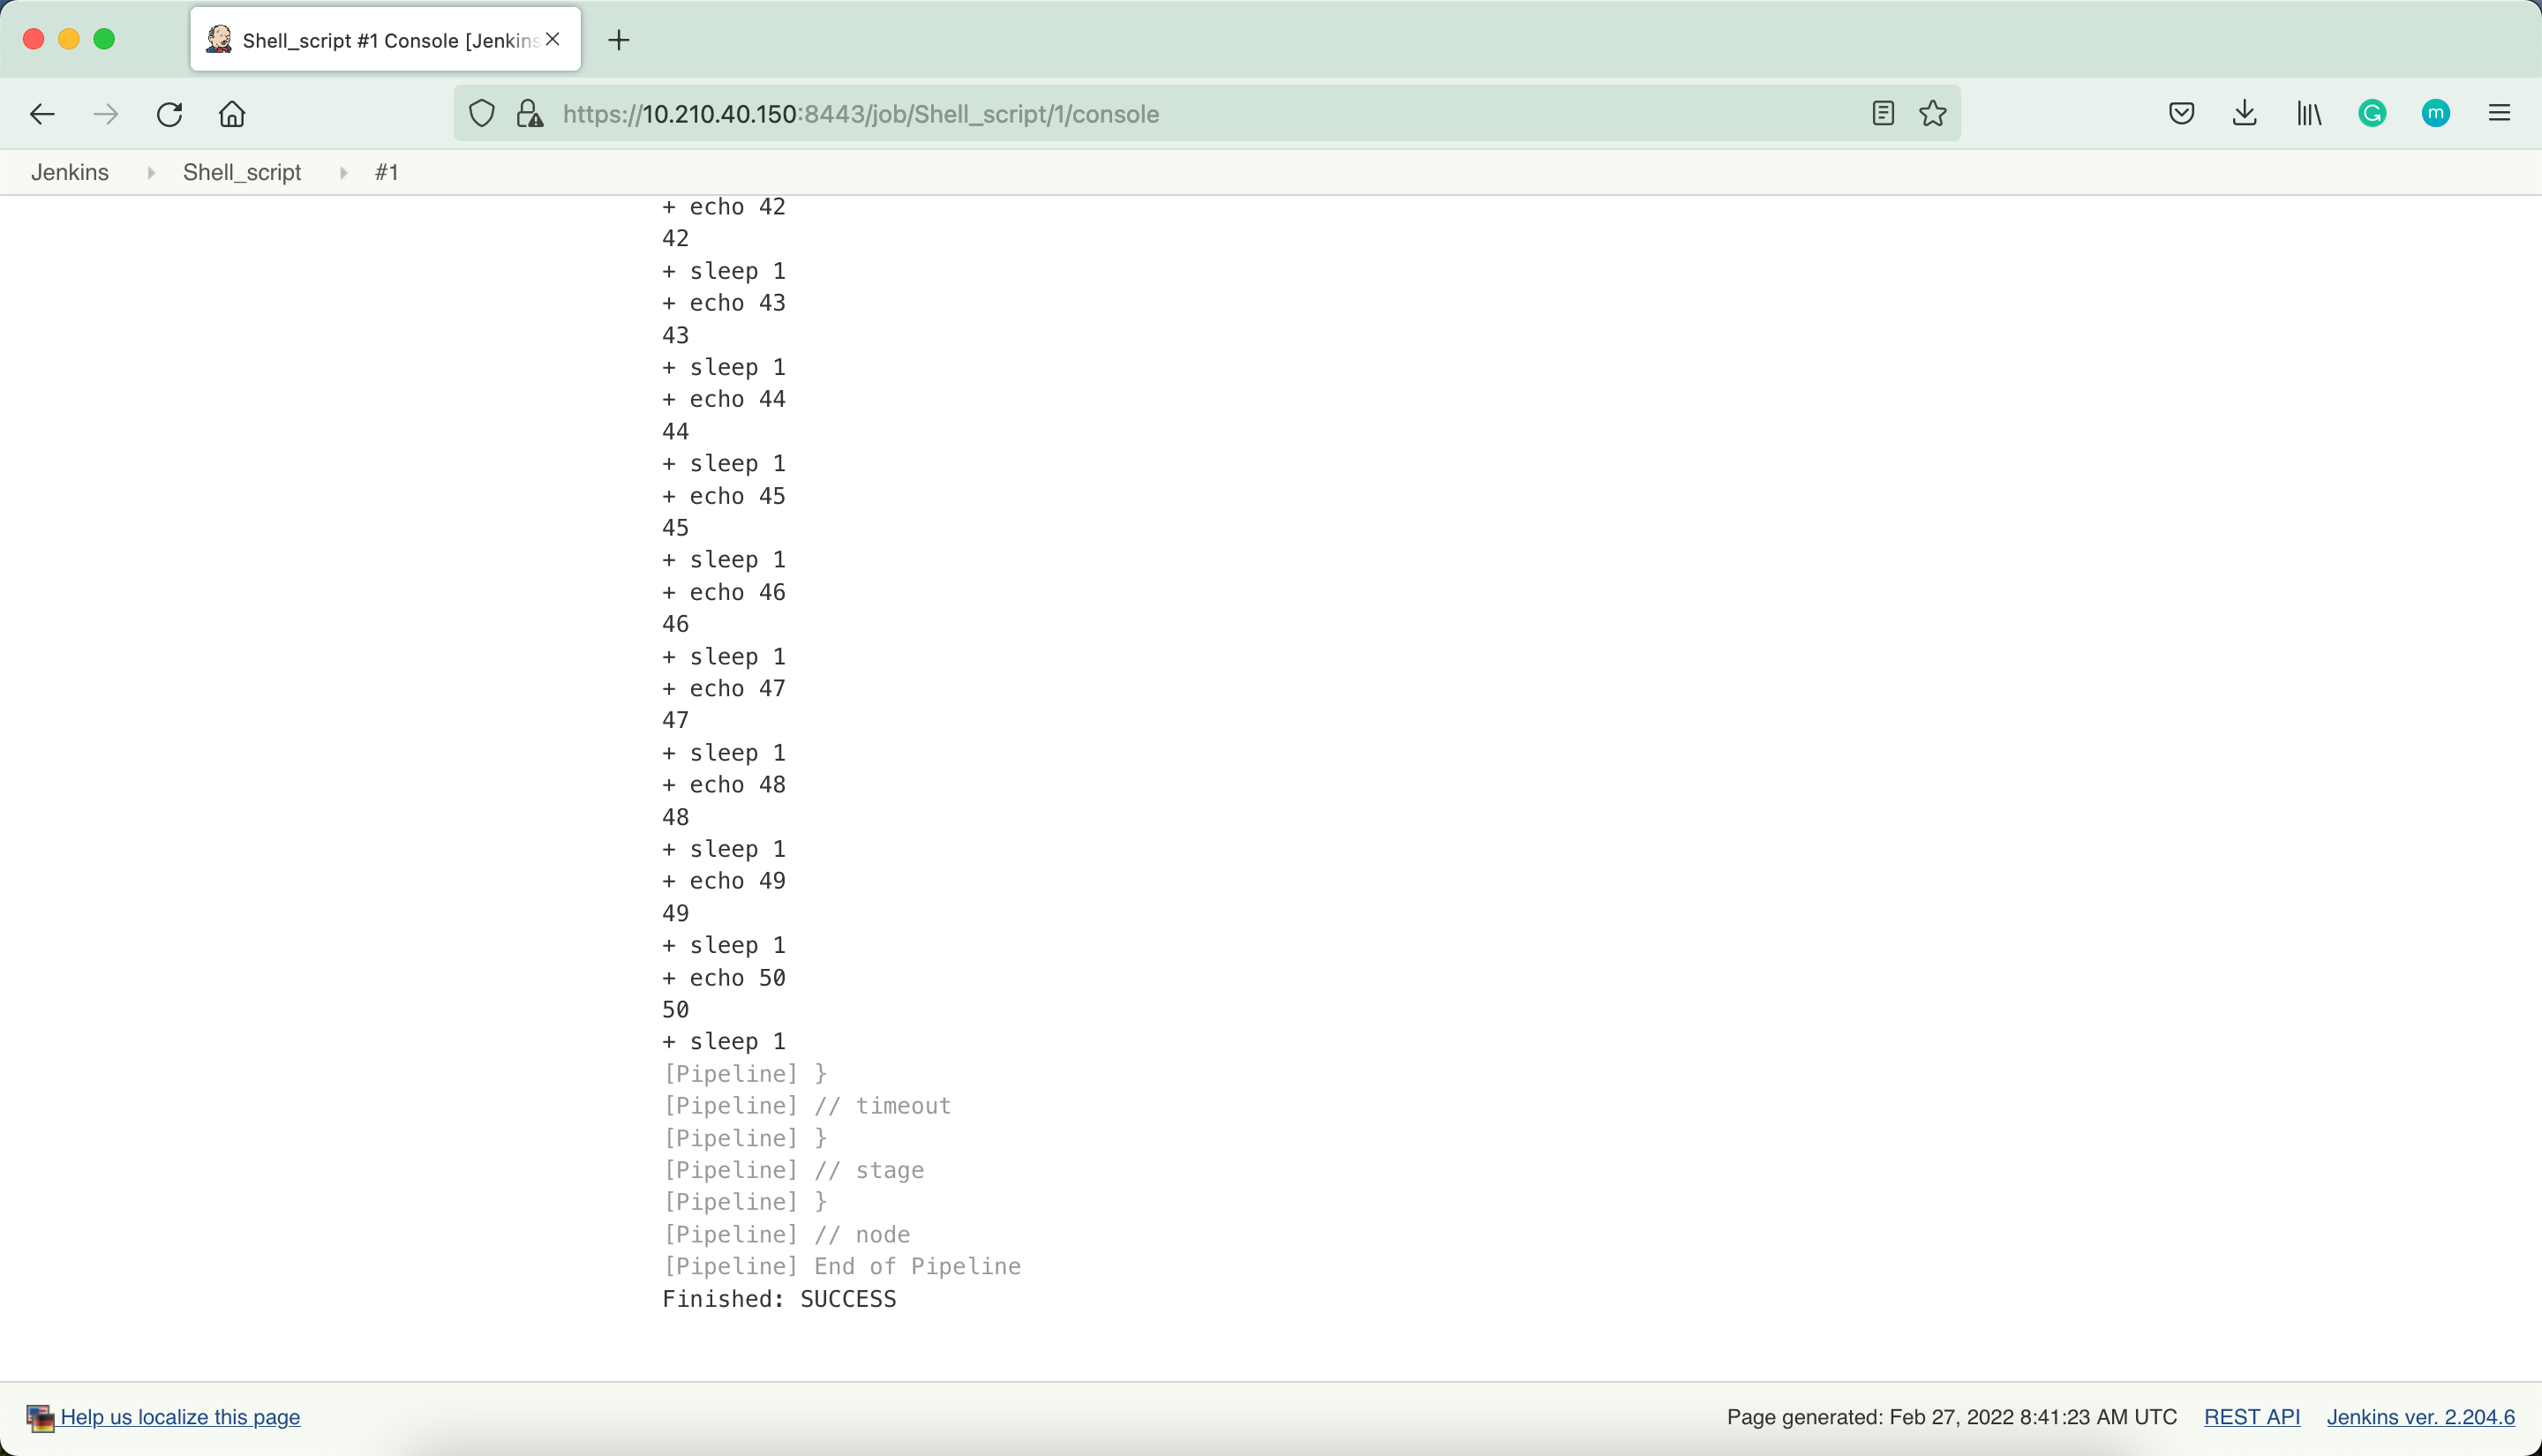 Shell_script #1 Console [Jenkins
https://10.210.40.150:8443/job/Shell_script/1/console
m
Jenkins Shell_script #1
+ echo 42
42
+ sleep 1
+ echo 43
43
+ sleep 1
+ echo 44
44
+ sleep 1
+ echo 45
45
+ sleep 1
+ echo 46
46
+ sleep 1
+ echo 47
47
+ sleep 1
+ echo 48
48
+ sleep 1
+ echo 49
49
+ sleep 1
+ echo 50
50
+ sleep 1
[Pipeline] }
[Pipeline] // timeout
[Pipeline] }
[Pipeline] // stage
[Pipeline] }
[Pipeline] // node
[Pipeline] End of Pipeline
Finished: SUCCESS
Help us localize this page
Page generated: Feb 27, 2022 8:41:23 AM UTC REST API Jenkins ver. 2.204.6